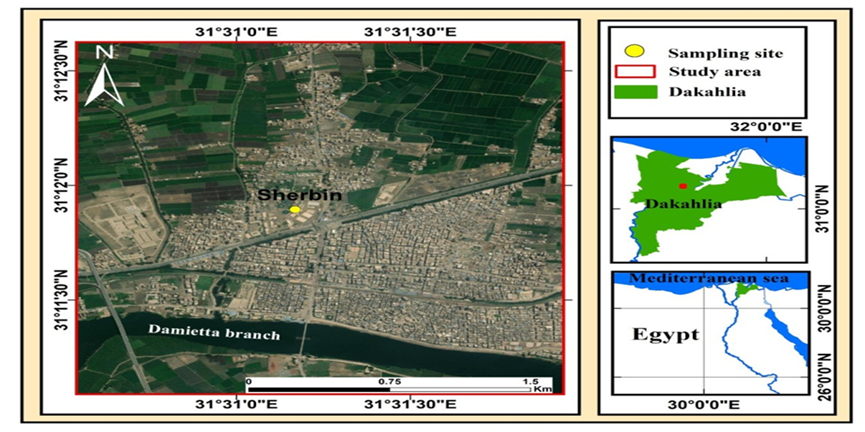 31°31'0"E 31°31'30"E
N
31°12'30"N
31°12'0"N
31°11'30"N
Sherbin
Damietta branch
0 0.75 1.5
Km
31°31'0"E 31°31'30"E
Sampling site
Study area
Dakahlia
32°0'0"E
Dakahlia
31°0'0"N
Mediterranean sea
Egypt
30°0'0"N
26°0'0"N
30°0'0"E